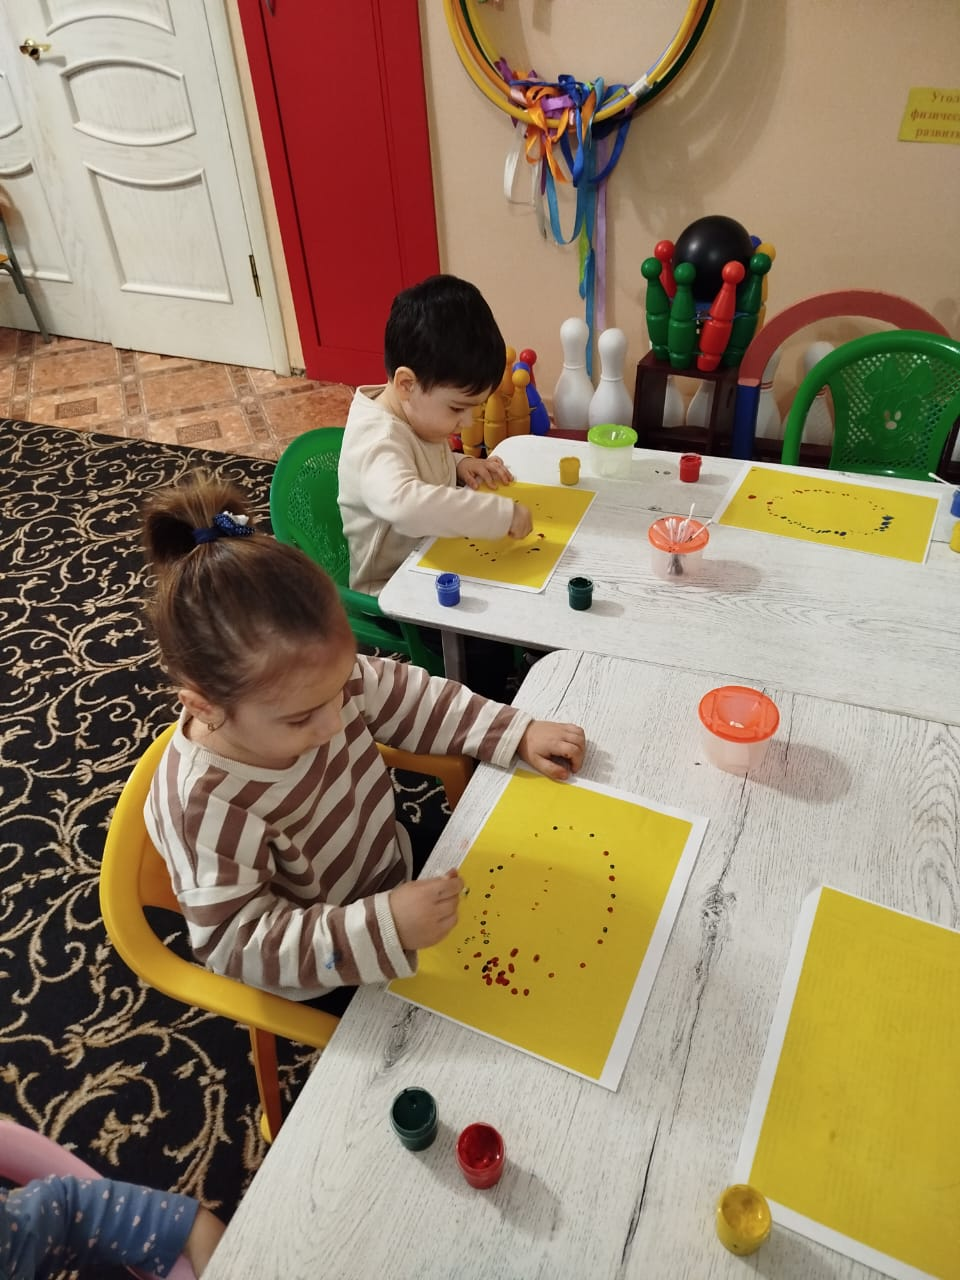 Уголо
физическ
развити